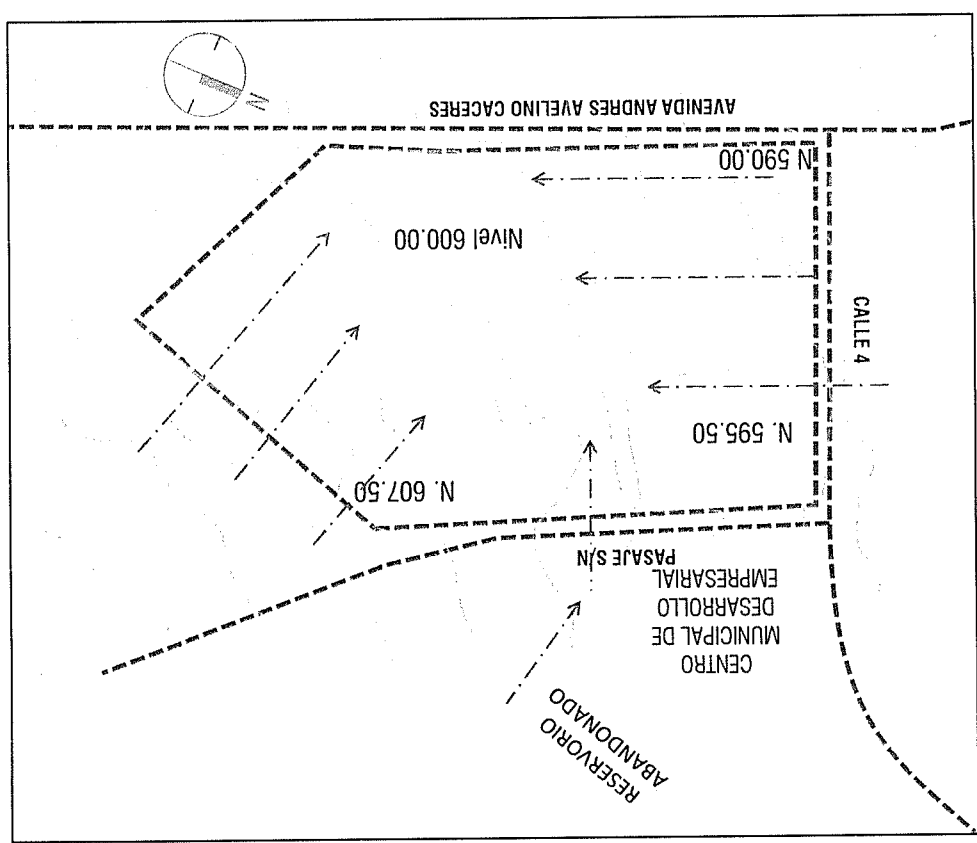 RESERVORIO
ABANDONADO
CENTRO
MUNICIPAL DE
DESARROLLO
EMPRESARIAL
PASAJE S/N
N. 607.50
N. 595.50
CALLE 4
Nivel 600.00
N 590.00
AVENIDA ANDRES AVELINO CACERES
N